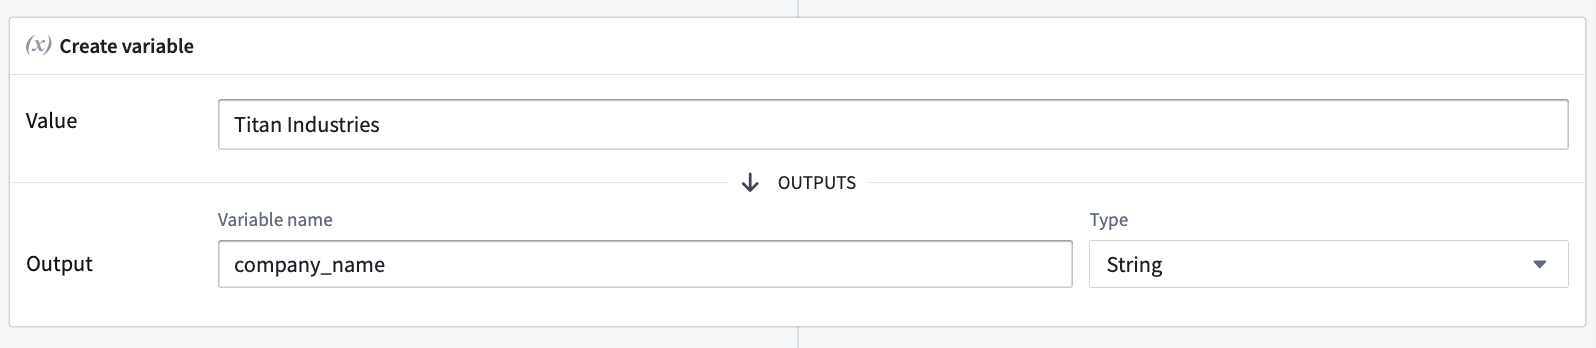 (x) Create variable
Value
Titan Industries
OUTPUTS
Variable name
Type
Output
company_name
String